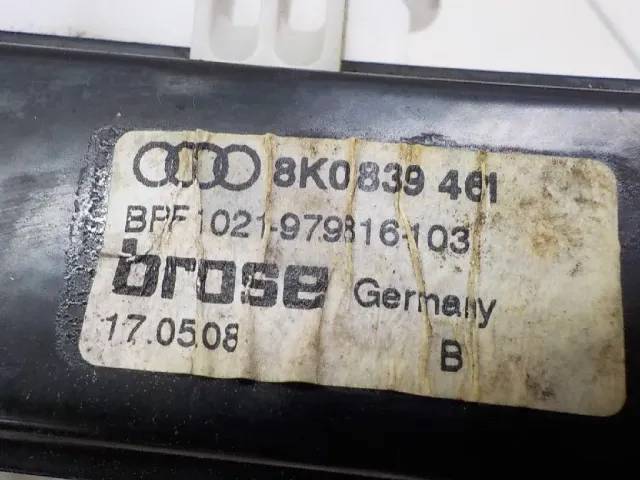 8K0839 461
BPF1021-979816-103
brose Germany
17.05.08
B